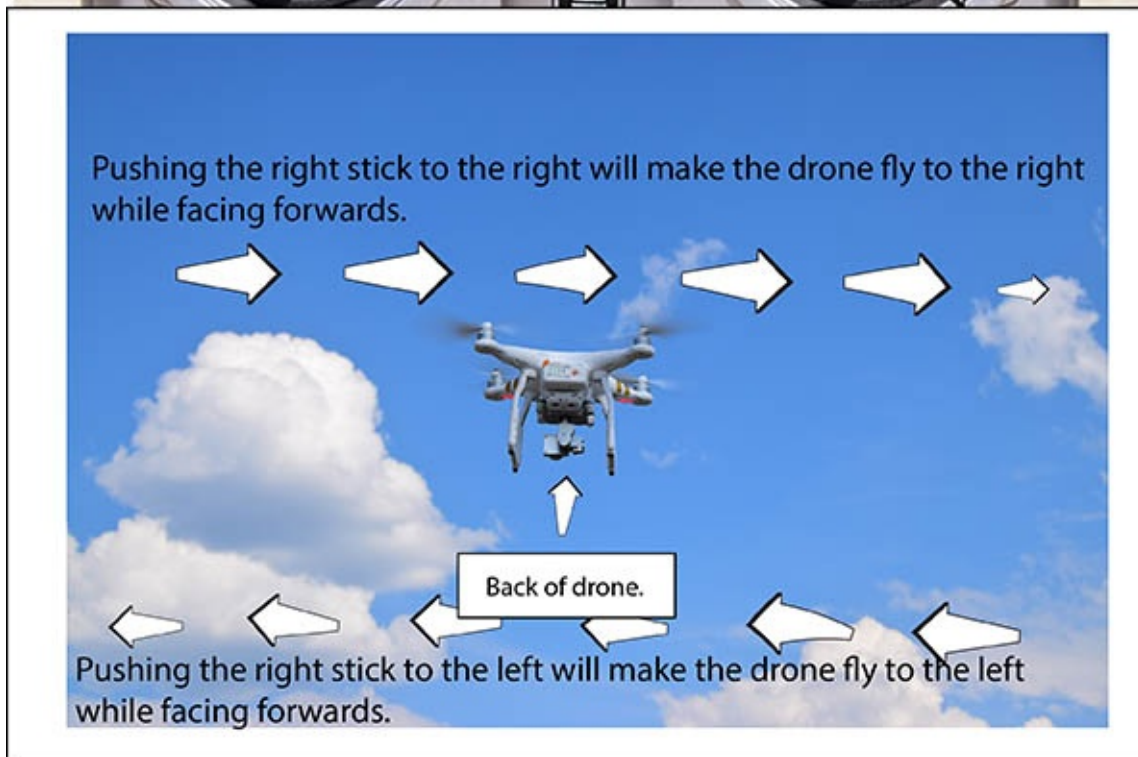 Pushing the right stick to the right will make the drone fly to the right
while facing forwards.
Back of drone.
Pushing the right stick to the left will make the drone fly to the left
while facing forwards.